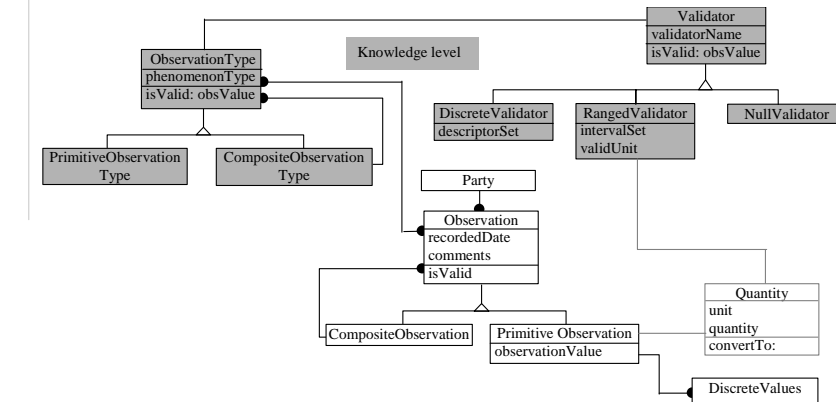 Validator
validatorName
isValid: obsValue
Knowledge level
ObservationType
phenomenonType
isValid: obsValue
DiscreteValidator
descriptorSet
RangedValidator
intervalSet
validUnit
NullValidator
PrimitiveObservation
Type
CompositeObservation
Type
Party
Observation
recordedDate
comments
isValid
Quantity
unit
quantity
convertTo:
CompositeObservation
Primitive Observation
observationValue
DiscreteValues